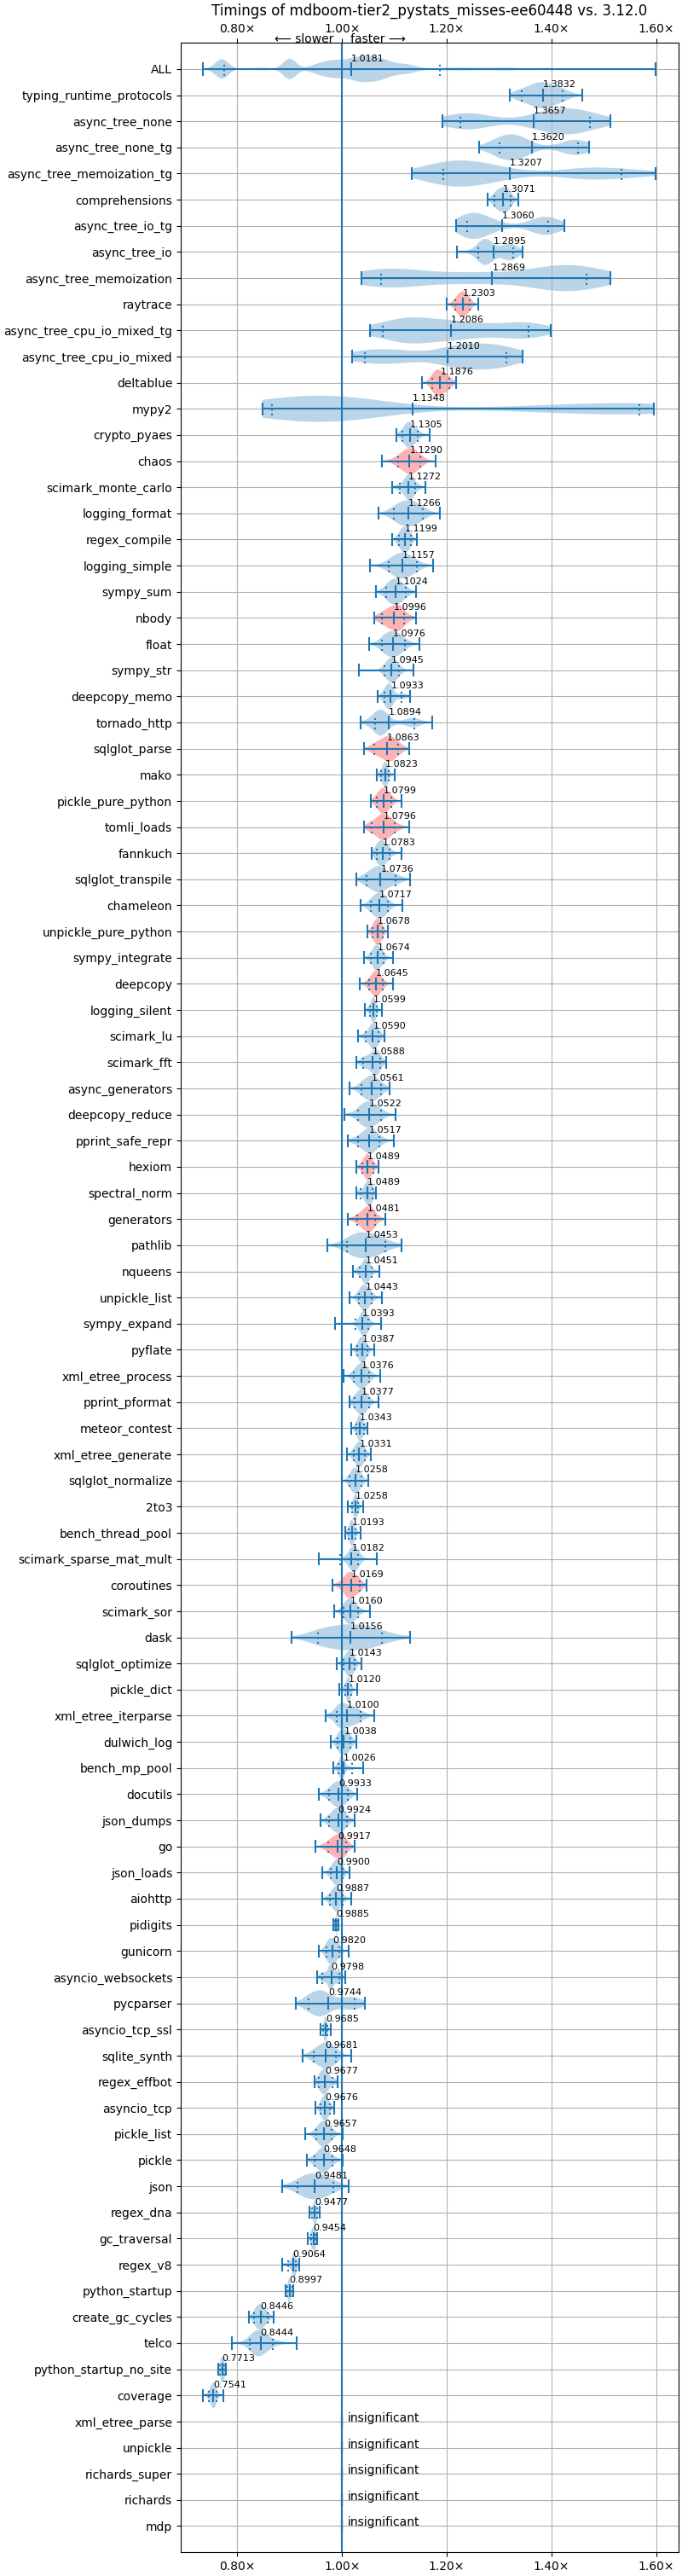 Timings of mdboom-tier2_pystats_misses-ee60448 vs. 3.12.0
0.80× 1.00× 1.20× 1.40× 1.60×
⟵ slower faster ⟶
ALL 1.0181
typing_runtime_protocols 1.3832
async_tree_none 1.3657
async_tree_none_tg 1.3620
async_tree_memoization_tg 1.3207
comprehensions 1.3071
async_tree_io_tg 1.3060
async_tree_io 1.2895
async_tree_memoization 1.2869
raytrace 1.2303
async_tree_cpu_io_mixed_tg 1.2086
async_tree_cpu_io_mixed 1.2010
deltablue 1.1876
mypy2 1.1348
crypto_pyaes 1.1305
chaos 1.1290
scimark_monte_carlo 1.1272
logging_format 1.1266
regex_compile 1.1199
logging_simple 1.1157
sympy_sum 1.1024
nbody 1.0996
float 1.0976
sympy_str 1.0945
deepcopy_memo 1.0933
tornado_http 1.0894
sqlglot_parse 1.0863
mako 1.0823
pickle_pure_python 1.0799
tomli_loads 1.0796
fannkuch 1.0783
sqlglot_transpile 1.0736
chameleon 1.0717
unpickle_pure_python 1.0678
sympy_integrate 1.0674
deepcopy 1.0645
logging_silent 1.0599
scimark_lu 1.0590
scimark_fft 1.0588
async_generators 1.0561
deepcopy_reduce 1.0522
pprint_safe_repr 1.0517
hexiom 1.0489
spectral_norm 1.0489
generators 1.0481
pathlib 1.0453
nqueens 1.0451
unpickle_list 1.0443
sympy_expand 1.0393
pyflate 1.0387
xml_etree_process 1.0376
pprint_pformat 1.0377
meteor_contest 1.0343
xml_etree_generate 1.0331
sqlglot_normalize 1.0258
2to3 1.0258
bench_thread_pool 1.0193
scimark_sparse_mat_mult 1.0182
coroutines 1.0169
scimark_sor 1.0160
dask 1.0156
sqlglot_optimize 1.0143
pickle_dict 1.0120
xml_etree_iterparse 1.0100
dulwich_log 1.0038
bench_mp_pool 1.0026
docutils 0.9933
json_dumps 0.9924
go 0.9917
json_loads 0.9900
aiohttp 0.9887
pidigits 0.9885
gunicorn 0.9820
asyncio_websockets 0.9798
pycparser 0.9744
asyncio_tcp_ssl 0.9685
sqlite_synth 0.9681
regex_effbot 0.9677
asyncio_tcp 0.9676
pickle_list 0.9657
pickle 0.9648
json 0.9481
regex_dna 0.9477
gc_traversal 0.9454
regex_v8 0.9064
python_startup 0.8997
create_gc_cycles 0.8446
telco 0.8444
python_startup_no_site 0.7713
coverage 0.7541
xml_etree_parse insignificant
unpickle insignificant
richards_super insignificant
richards insignificant
mdp insignificant
0.80× 1.00× 1.20× 1.40× 1.60×